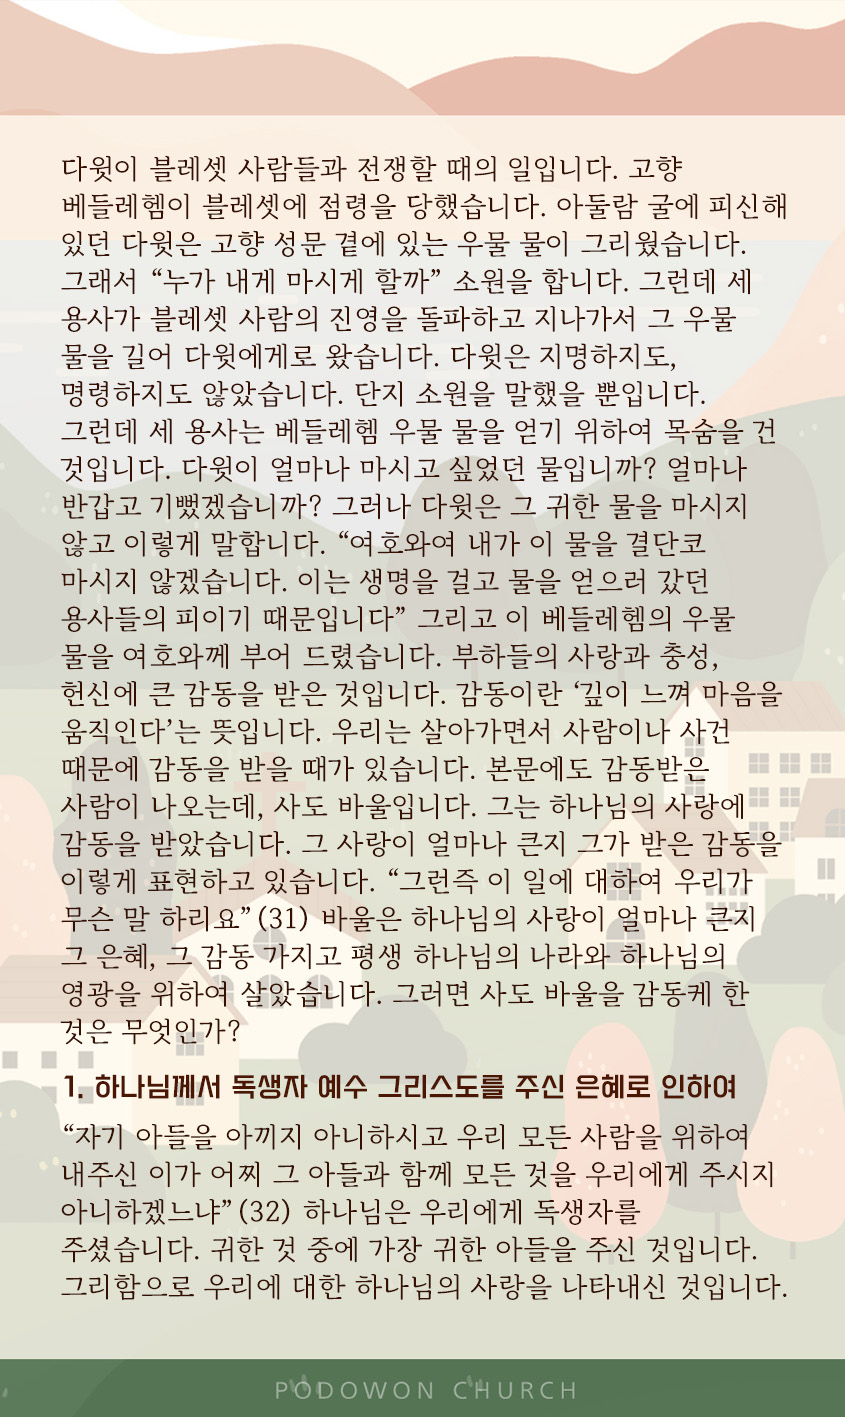 다윗이 블레셋 사람들과 전쟁할 때의 일입니다. 고향
베들레헴이 블레셋에 점령을 당했습니다. 아둘람 굴에 피신해
있던 다윗은 고향 성문 곁에 있는 우물 물이 그리웠습니다.
그래서 “누가 내게 마시게 할까” 소원을 합니다. 그런데 세
용사가 블레셋 사람의 진영을 돌파하고 지나가서 그 우물
물을 길어 다윗에게로 왔습니다. 다윗은 지명하지도,
명령하지도 않았습니다. 단지 소원을 말했을 뿐입니다.
그런데 세 용사는 베들레헴 우물 물을 얻기 위하여 목숨을 건
것입니다. 다윗이 얼마나 마시고 싶었던 물입니까? 얼마나
반갑고 기뻤겠습니까? 그러나 다윗은 그 귀한 물을 마시지
않고 이렇게 말합니다. “여호와여 내가 이 물을 결단코
마시지 않겠습니다. 이는 생명을 걸고 물을 얻으러 갔던
용사들의 피이기 때문입니다” 그리고 이 베들레헴의 우물
물을 여호와께 부어 드렸습니다. 부하들의 사랑과 충성,
헌신에 큰 감동을 받은 것입니다. 감동이란 ‘깊이 느껴 마음을
움직인다’는 뜻입니다. 우리는 살아가면서 사람이나 사건
때문에 감동을 받을 때가 있습니다. 본문에도 감동받은
사람이 나오는데, 사도 바울입니다. 그는 하나님의 사랑에
감동을 받았습니다. 그 사랑이 얼마나 큰지 그가 받은 감동을
이렇게 표현하고 있습니다. “그런즉 이 일에 대하여 우리가
무슨 말 하리요”(31) 바울은 하나님의 사랑이 얼마나 큰지
그 은혜, 그 감동 가지고 평생 하나님의 나라와 하나님의
영광을 위하여 살았습니다. 그러면 사도 바울을 감동케 한
것은 무엇인가?
1. 하나님께서 독생자 예수 그리스도를 주신 은혜로 인하여
“자기 아들을 아끼지 아니하시고 우리 모든 사람을 위하여
내주신 이가 어찌 그 아들과 함께 모든 것을 우리에게 주시지
아니하겠느냐”(32) 하나님은 우리에게 독생자를
주셨습니다. 귀한 것 중에 가장 귀한 아들을 주신 것입니다.
그리함으로 우리에 대한 하나님의 사랑을 나타내신 것입니다.
PODOWON CHURCH